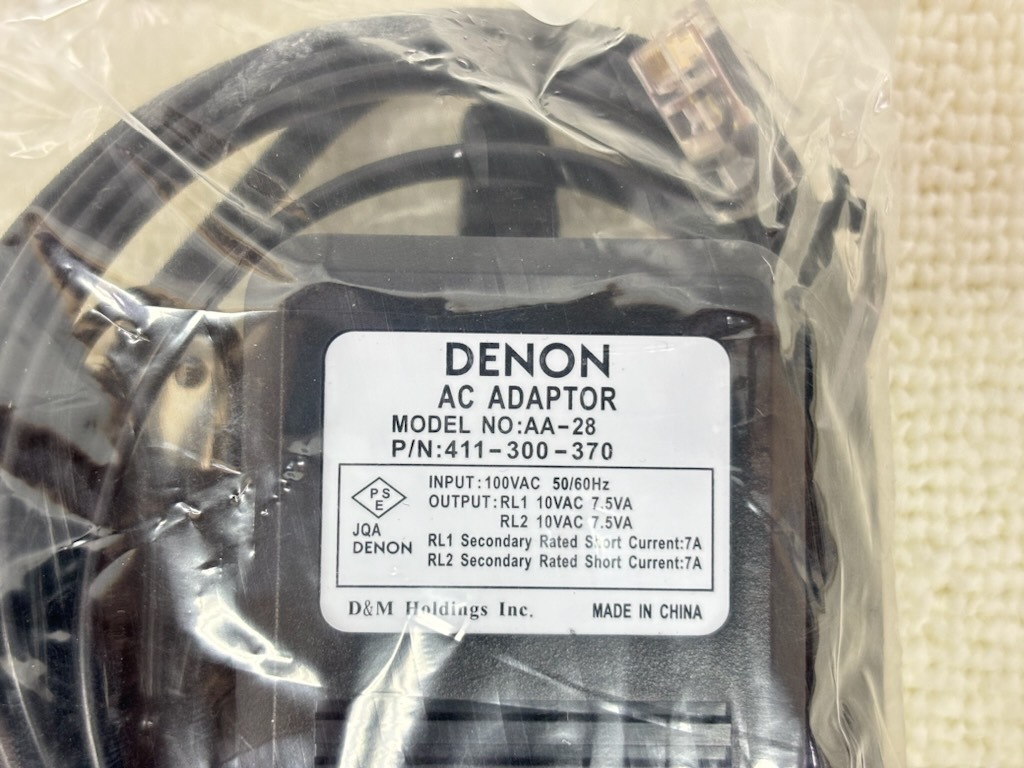 DENON
AC ADAPTOR
MODEL NO:AA-28
P/N:411-300-370
PS
E
JQA
DENON
INPUT:100VAC 50/60Hz
OUTPUT:RL1 10VAC 7.5VA
RL2 10VAC 7.5VA
RL1 Secondary Rated Short Current:7A
RL2 Secondary Rated Short Current:7A
D&M Holdings Inc.
MADE IN CHINA